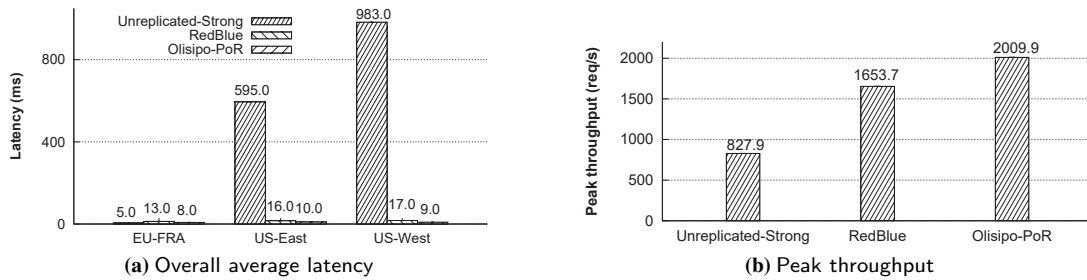 Unreplicated-Strong
RedBlue
Olisipo-PoR
Latency (ms)
800
400
0
5.0
13.0
8.0
595.0
16.0
10.0
983.0
17.0
9.0
EU-FRA
US-East
US-West
(a) Overall average latency
Peak throughput (req/s)
2000
1500
1000
500
0
827.9
1653.7
2009.9
Unreplicated-Strong
RedBlue
Olisipo-PoR
(b) Peak throughput